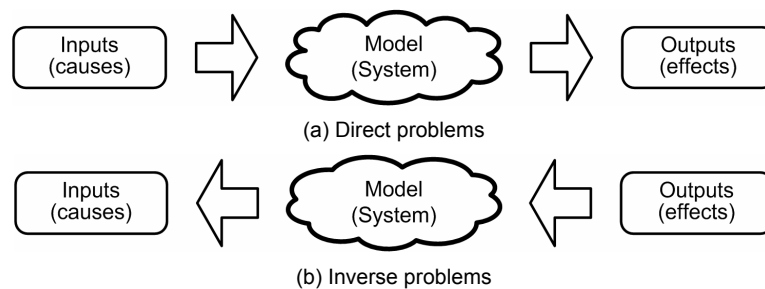 Inputs
(causes)
Model
(System)
Outputs
(effects)
(a) Direct problems
Inputs
(causes)
Model
(System)
Outputs
(effects)
(b) Inverse problems